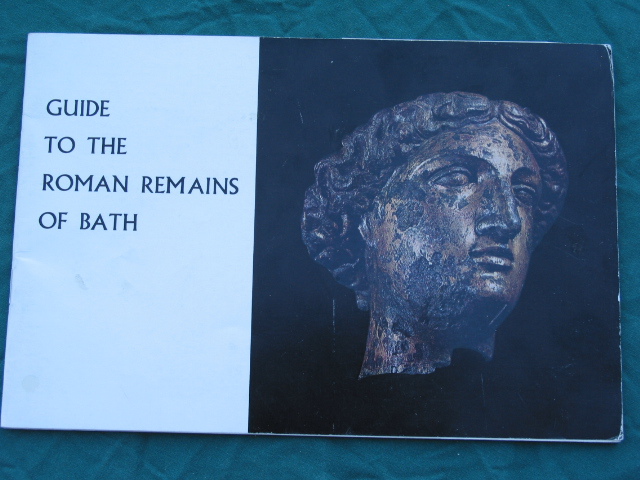 GUIDE
TO THE
ROMAN REMAINS
OF BATH